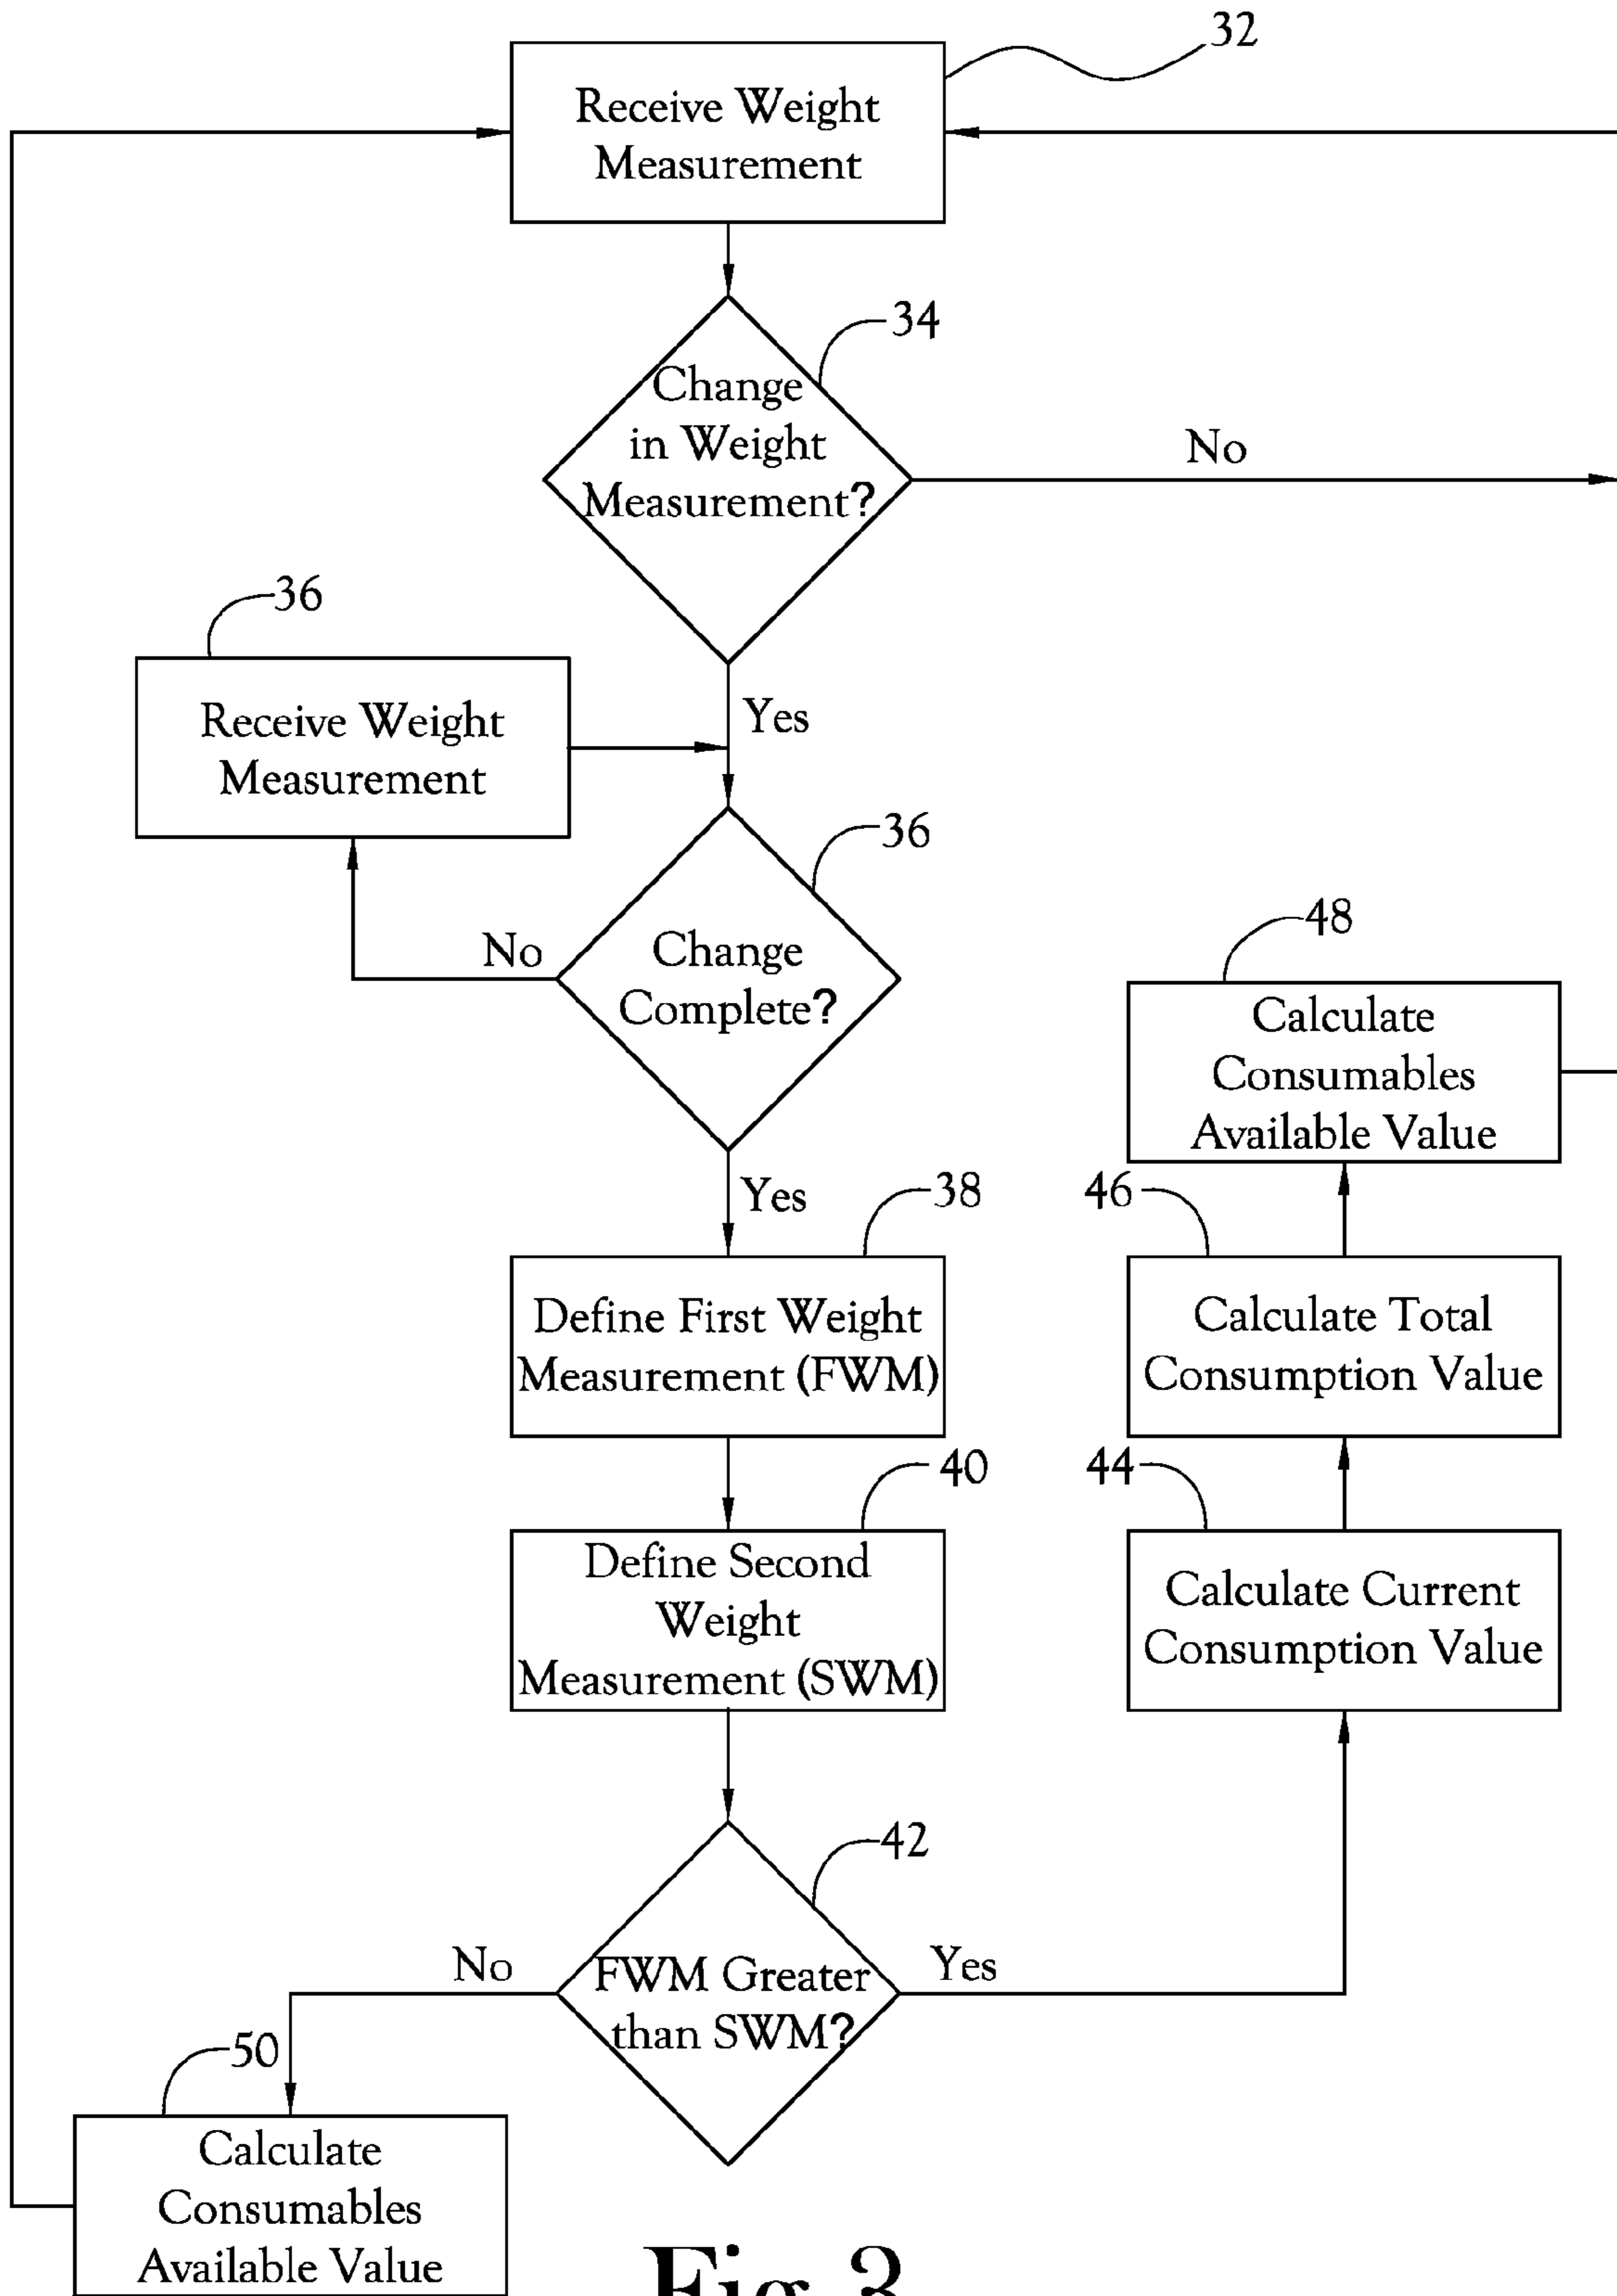 32
Receive Weight
Measurement
34
Change
in Weight
Measurement?
No
36
Receive Weight
Measurement
Yes
36
No
Change
Complete?
48
Calculate
Consumables
Available Value
Yes
38
46
Define First Weight
Measurement (FWM)
Calculate Total
Consumption Value
40
44
Define Second
Weight
Measurement (SWM)
Calculate Current
Consumption Value
42
No
FWM Greater
than SWM?
Yes
50
Calculate
Consumables
Available Value
Fig 3